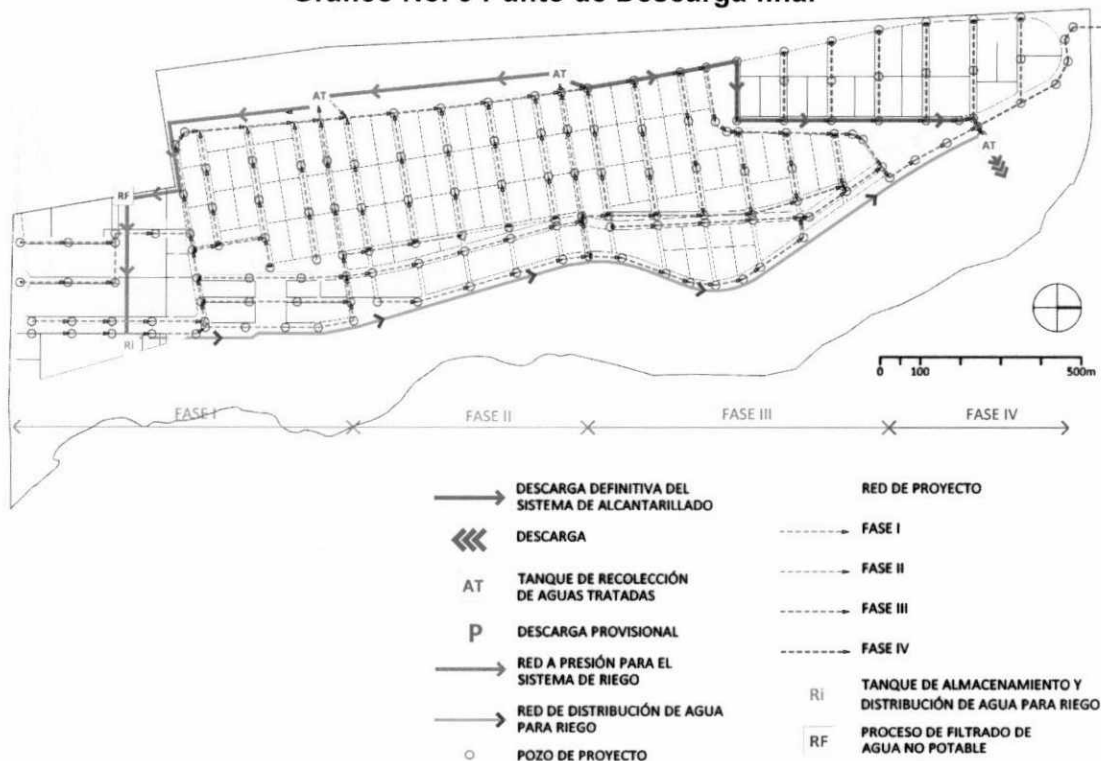 Gráfico No. 6 Punto de Descarga final
AT
AT
AT
RF
Ri
0 100 500m
FASE I
FASE II
FASE III
FASE IV
DESCARGA DEFINITIVA DEL
SISTEMA DE ALCANTARILLADO
DESCARGA
AT
TANQUE DE RECOLECCIÓN
DE AGUAS TRATADAS
P
DESCARGA PROVISIONAL
RED A PRESIÓN PARA EL
SISTEMA DE RIEGO
RED DE DISTRIBUCIÓN DE AGUA
PARA RIEGO
POZO DE PROYECTO
RED DE PROYECTO
FASE I
FASE II
FASE III
FASE IV
Ri
TANQUE DE ALMACENAMIENTO Y
DISTRIBUCIÓN DE AGUA PARA RIEGO
RF
PROCESO DE FILTRADO DE
AGUA NO POTABLE